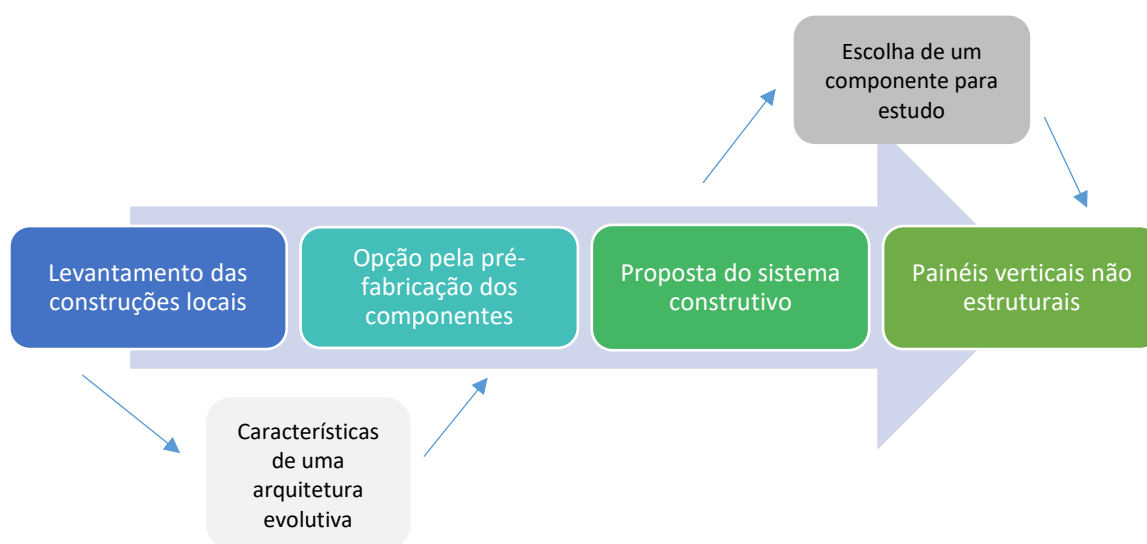 Escolha de um
componente para
estudo
Levantamento das
construções locais
Opção pela pré-
fabricação dos
componentes
Proposta do sistema
construtivo
Painéis verticais não
estruturais
Características
de uma
arquitetura
evolutiva